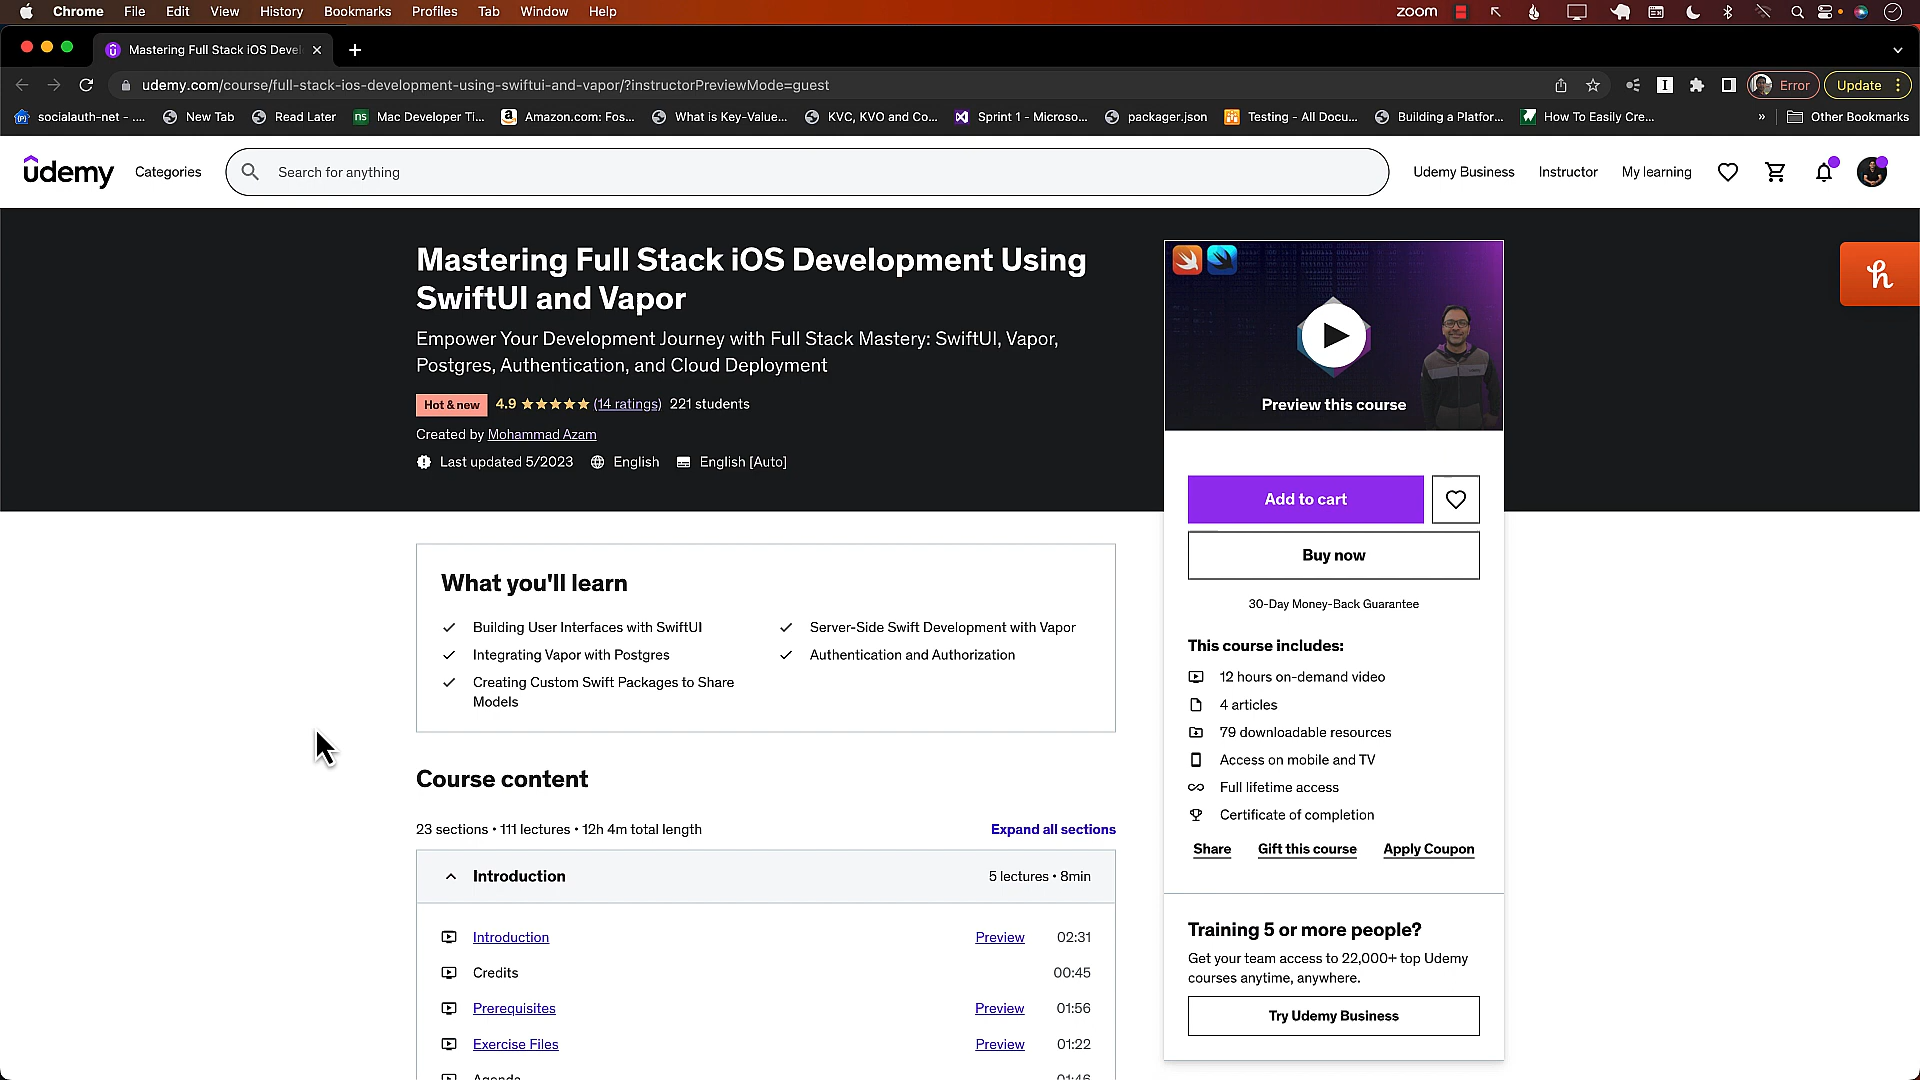 Chrome File Edit View History Bookmarks Profiles Tab Window Help zoom
Mastering Full Stack iOS Devel
udemy.com/course/full-stack-ios-development-using-swiftui-and-vapor/?instructorPreviewMode=guest Error Update
socialauth-net - .... New Tab Read Later ns Mac Developer Ti... Amazon.com: Fos... What is Key-Value... KVC, KVO and Co... Sprint 1 - Microso... packager.json Testing - All Docu... Building a Platfor... How To Easily Cre... » Other Bookmarks
udemy Categories Search for anything Udemy Business Instructor My learning
Mastering Full Stack iOS Development Using
SwiftUI and Vapor
Empower Your Development Journey with Full Stack Mastery: SwiftUI, Vapor,
Postgres, Authentication, and Cloud Deployment
Hot & new 4.9 (14 ratings) 221 students
Created by Mohammad Azam
Last updated 5/2023 English English [Auto]
Preview this course
Add to cart
Buy now
30-Day Money-Back Guarantee
This course includes:
12 hours on-demand video
4 articles
79 downloadable resources
Access on mobile and TV
Full lifetime access
Certificate of completion
Share Gift this course Apply Coupon
Training 5 or more people?
Get your team access to 22,000+ top Udemy
courses anytime, anywhere.
Try Udemy Business
What you'll learn
Building User Interfaces with SwiftUI
Server-Side Swift Development with Vapor
Integrating Vapor with Postgres
Authentication and Authorization
Creating Custom Swift Packages to Share
Models
Course content
23 sections • 111 lectures • 12h 4m total length Expand all sections
Introduction 5 lectures • 8min
Introduction Preview 02:31
Credits 00:45
Prerequisites Preview 01:56
Exercise Files Preview 01:22
Agenda 01:46